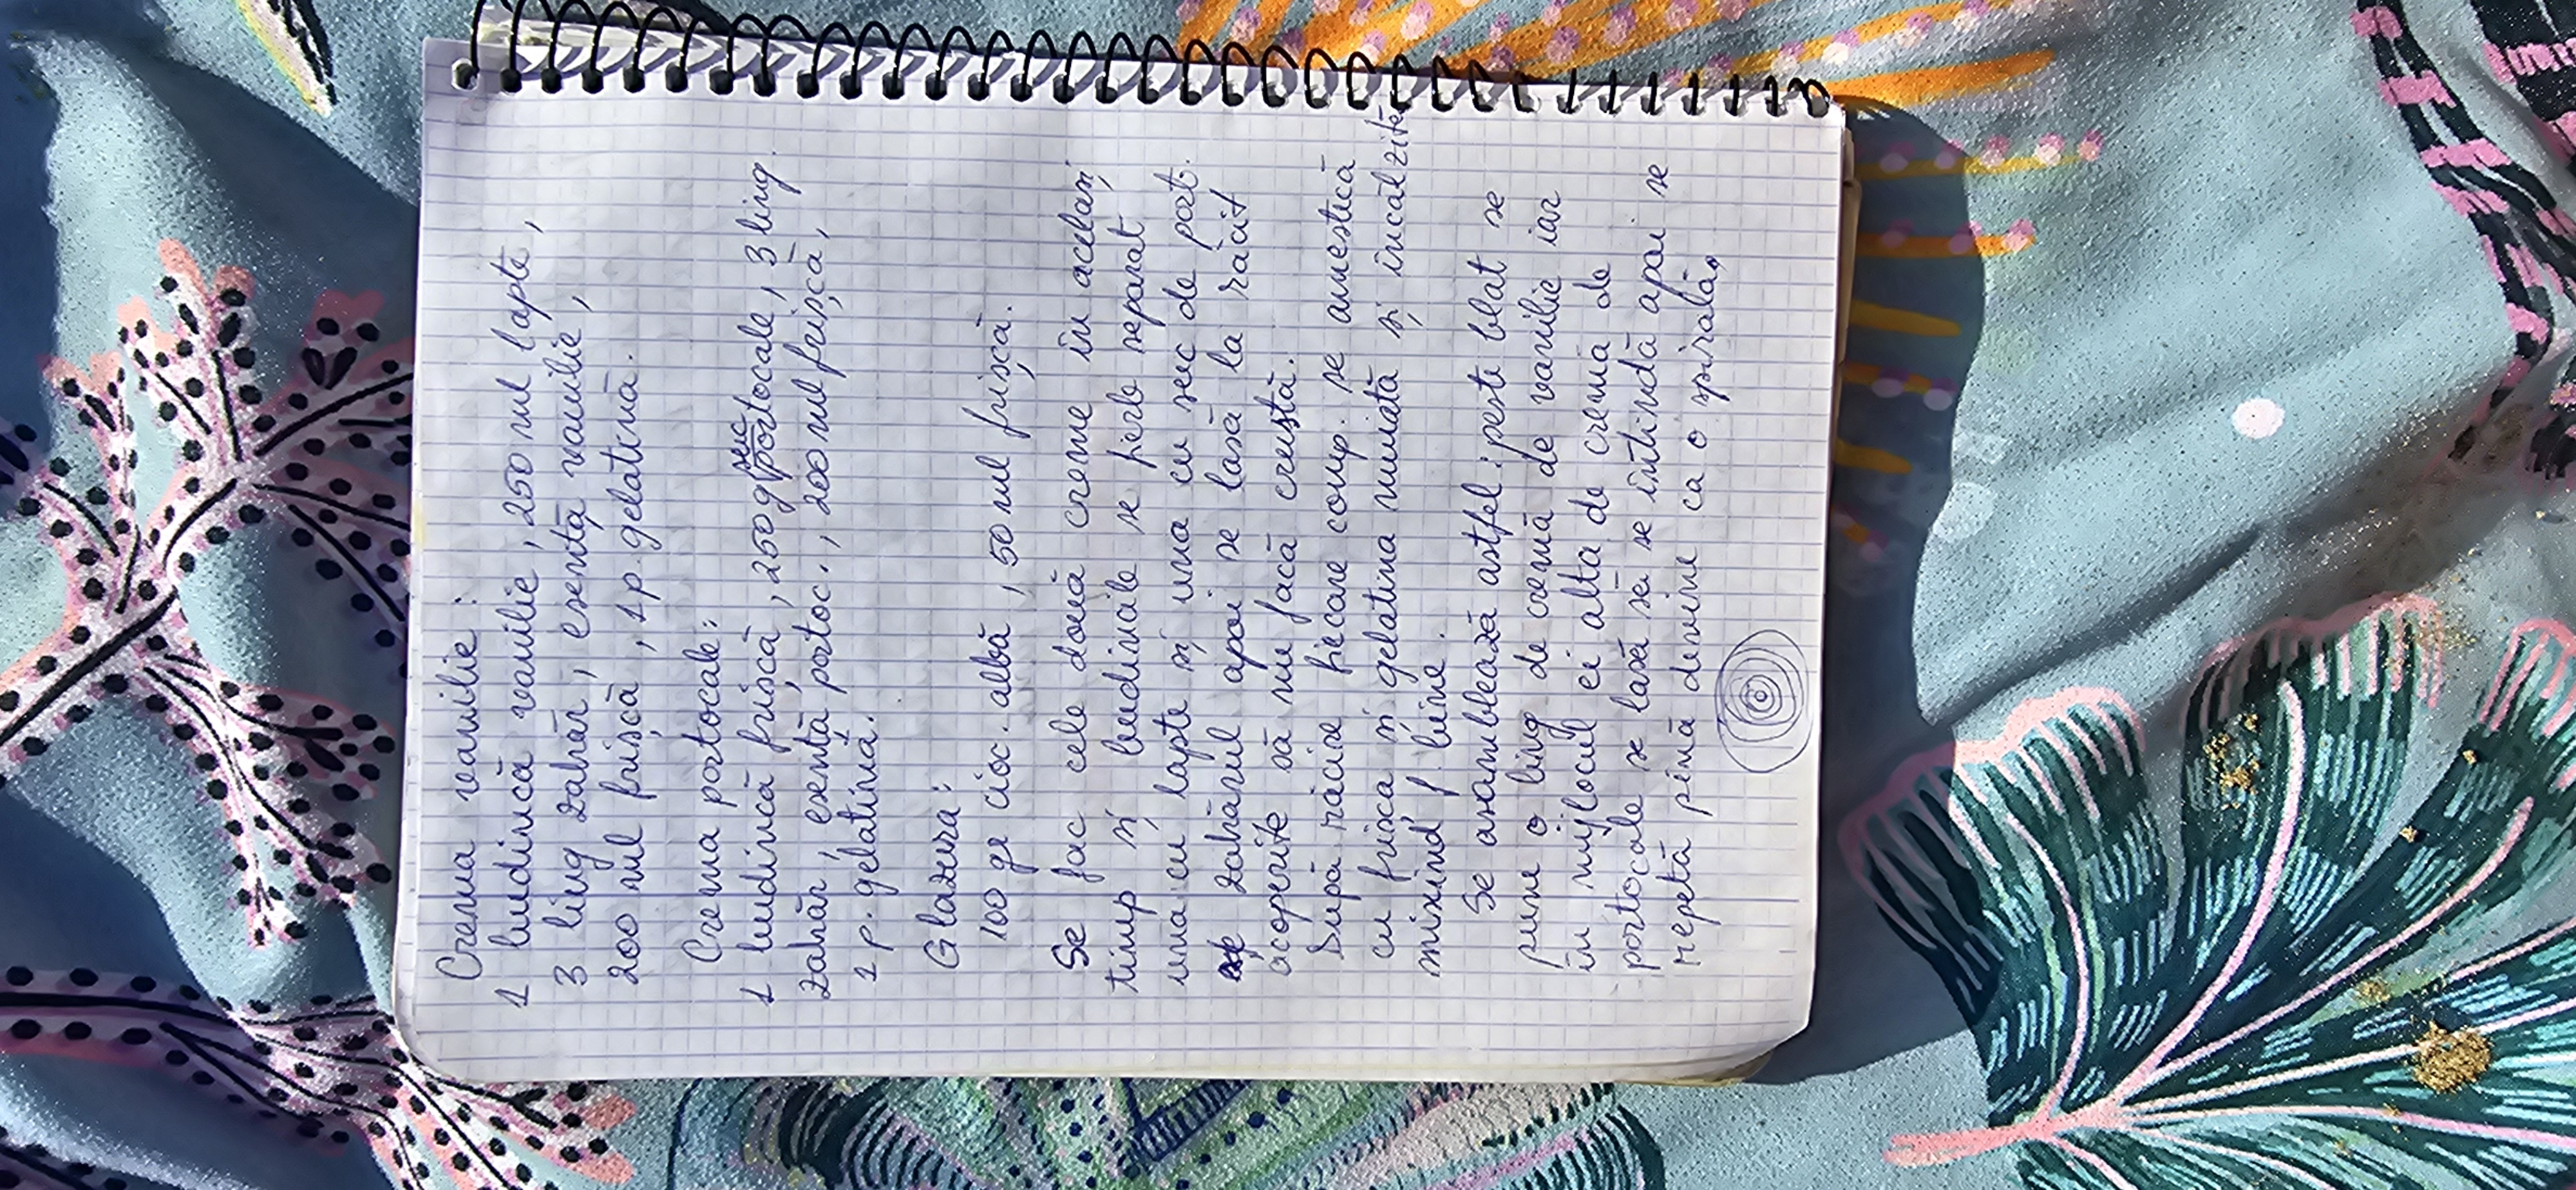 Crema vanilie :
1 budincă vanilie , 250 ml lapte ,
3 ling zahăr , esență vanilie ,
200 ml frișcă , 1 p. gelatină .
Crema portocale :
1 budincă frișcă , 250 g suc portocale , 3 ling .
zahăr , esență portoc. , 200 ml frișcă ,
1 p. gelatină .
Glazura :
100 gr cioc. albă , 50 ml frișcă .
Se fac cele două creme în același
timp și budincile se fierb separat
una cu lapte și una cu suc de port.
zahărul apoi se lasă la răcit
acoperite să nu facă crustă .
După răcire fiecare comp. se amestică
cu frișca și gelatina muiată și încălzită
mixind f. bine .
Se asamblează astfel : peste blat se
pune o ling de cremă de vanilie iar
în mijlocul ei alta de cremă de
portocale se lasă să se întindă apoi se
repetă pînă devine ca o spirală .